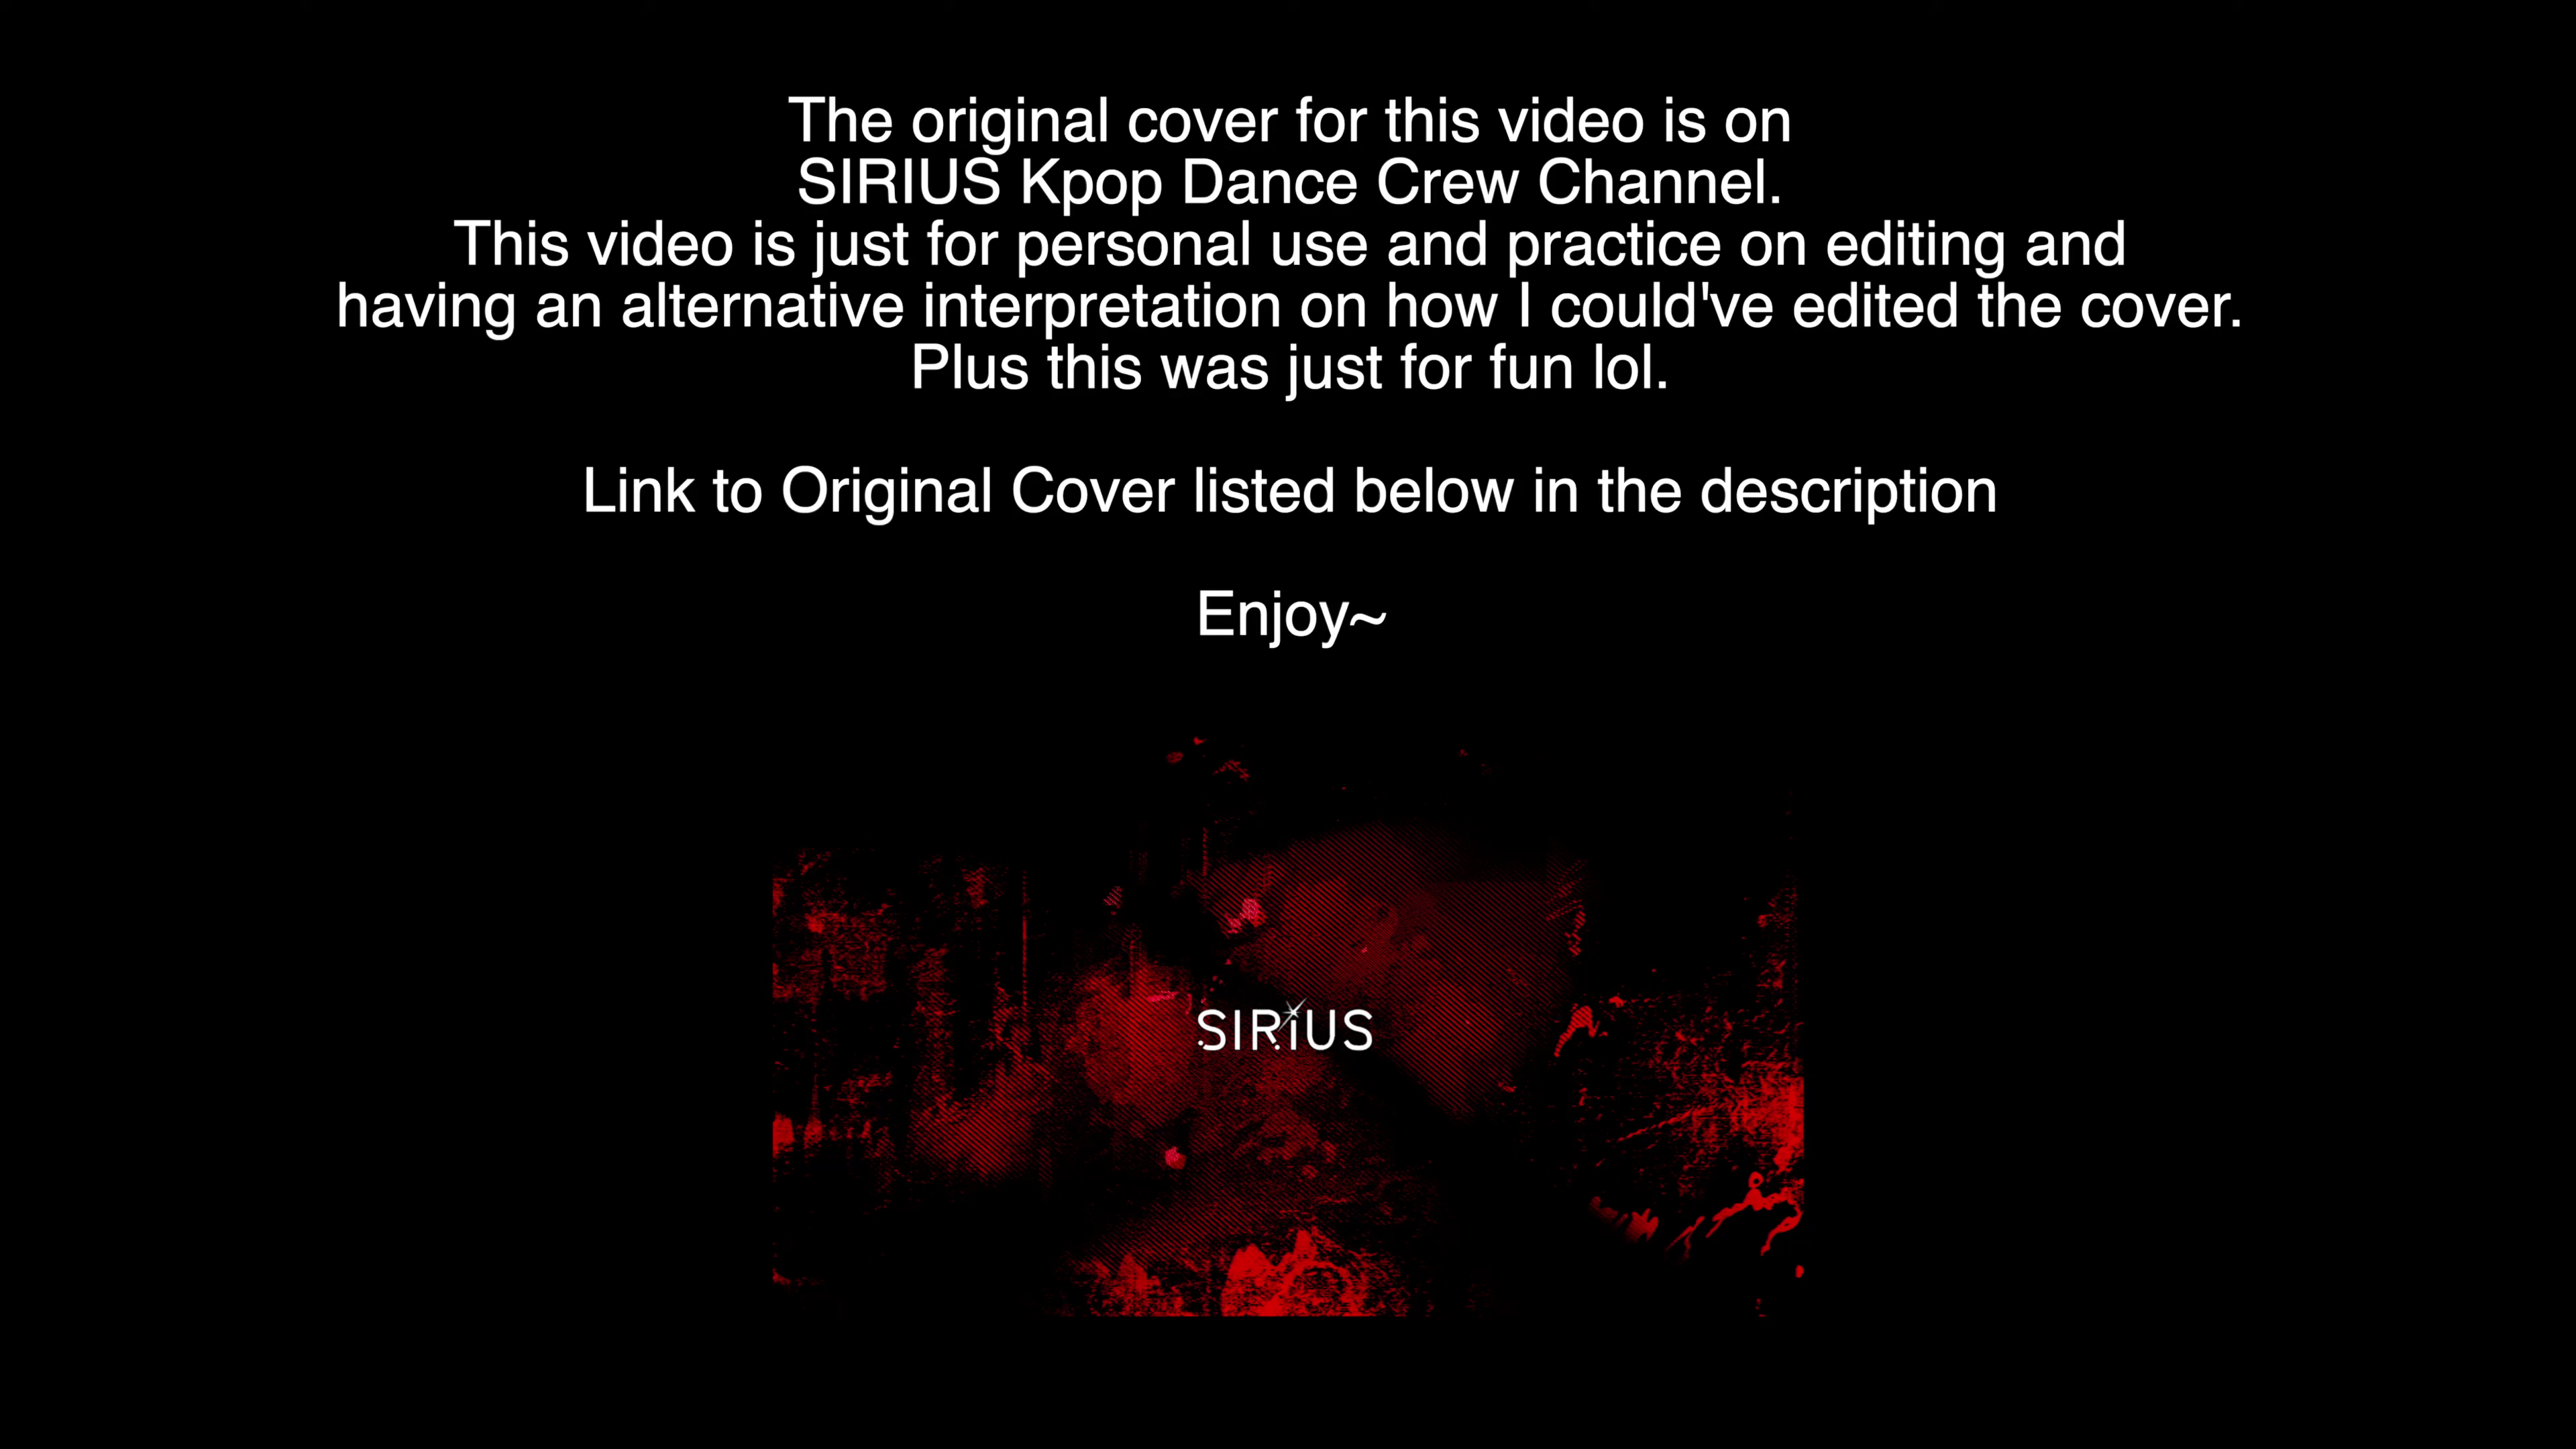 The original cover for this video is on
SIRIUS Kpop Dance Crew Channel.
This video is just for personal use and practice on editing and
having an alternative interpretation on how I could've edited the cover.
Plus this was just for fun lol.
Link to Original Cover listed below in the description
Enjoy~
SIRiUS